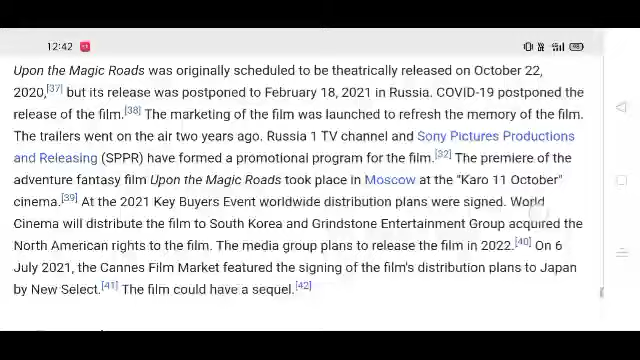 12:42
Upon the Magic Roads was originally scheduled to be theatrically released on October 22,
2020,[37] but its release was postponed to February 18, 2021 in Russia. COVID-19 postponed the
release of the film.[38] The marketing of the film was launched to refresh the memory of the film.
The trailers went on the air two years ago. Russia 1 TV channel and Sony Pictures Productions
and Releasing (SPPR) have formed a promotional program for the film.[32] The premiere of the
adventure fantasy film Upon the Magic Roads took place in Moscow at the "Karo 11 October"
cinema.[39] At the 2021 Key Buyers Event worldwide distribution plans were signed. World
Cinema will distribute the film to South Korea and Grindstone Entertainment Group acquired the
North American rights to the film. The media group plans to release the film in 2022.[40] On 6
July 2021, the Cannes Film Market featured the signing of the film's distribution plans to Japan
by New Select.[41] The film could have a sequel.[42]